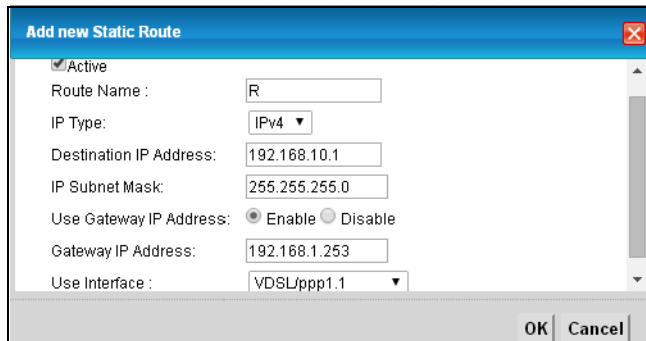 Add new Static Route
Active
Route Name : R
IP Type: IPv4
Destination IP Address: 192.168.10.1
IP Subnet Mask: 255.255.255.0
Use Gateway IP Address: Enable Disable
Gateway IP Address: 192.168.1.253
Use Interface : VDSL/ppp1.1
OK Cancel